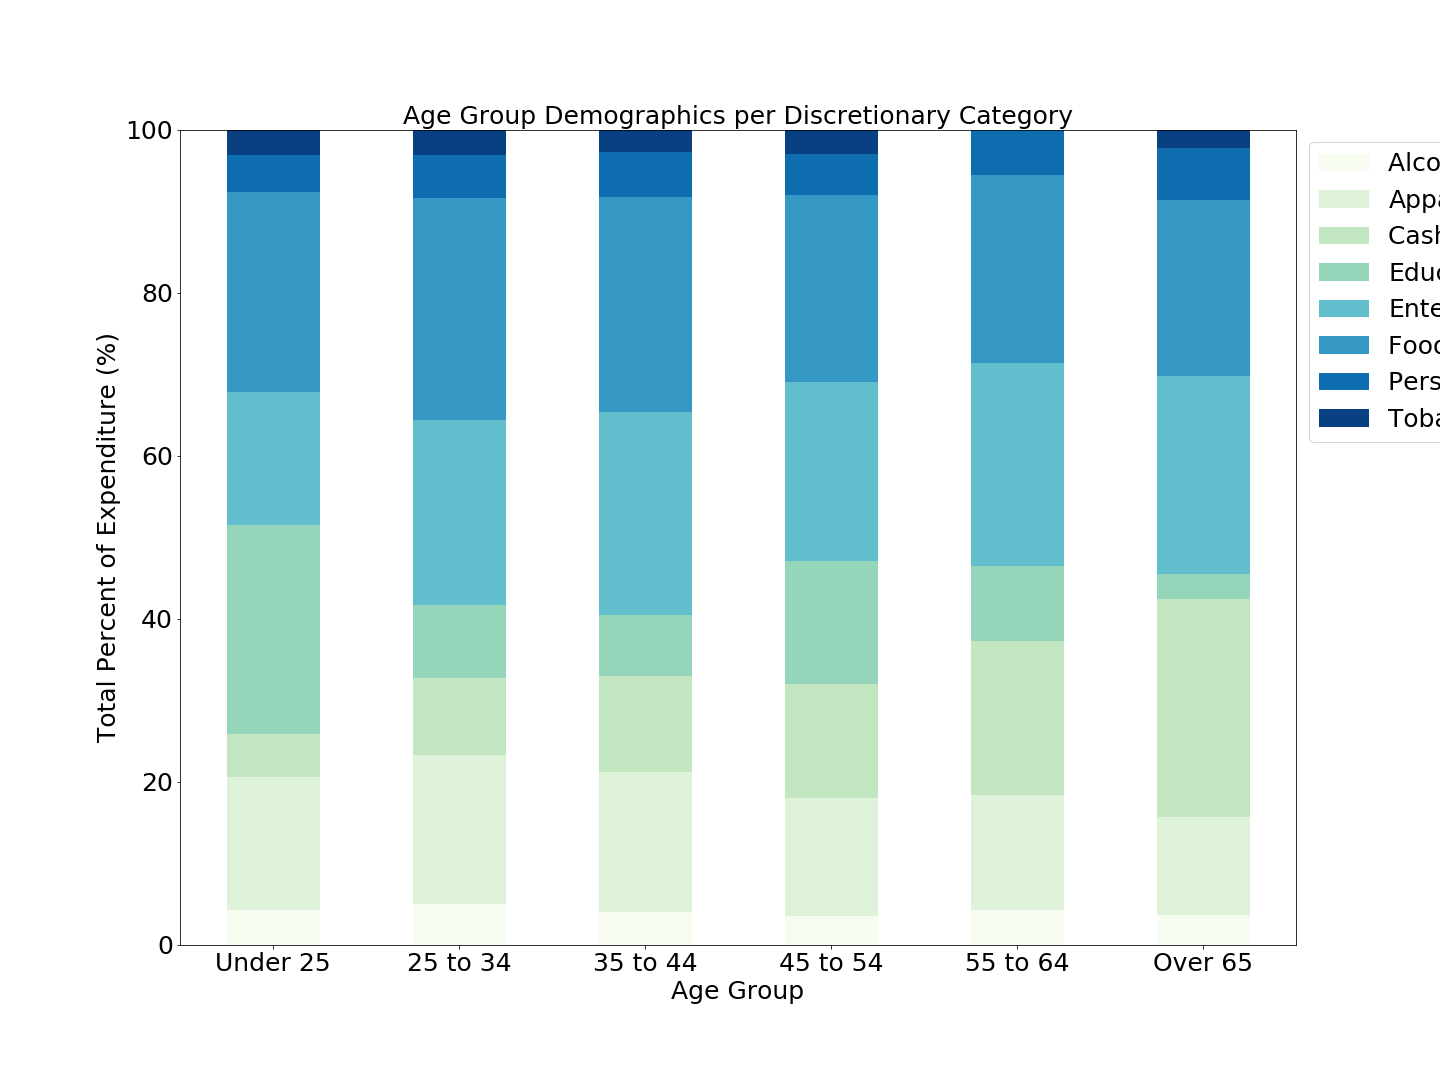 Age Group Demographics per Discretionary Category
100
80
60
40
20
0
Total Percent of Expenditure (%)
Under 25 25 to 34 35 to 44 45 to 54 55 to 64 Over 65
Age Group
Alco
Appa
Cash
Educ
Ente
Food
Pers
Toba